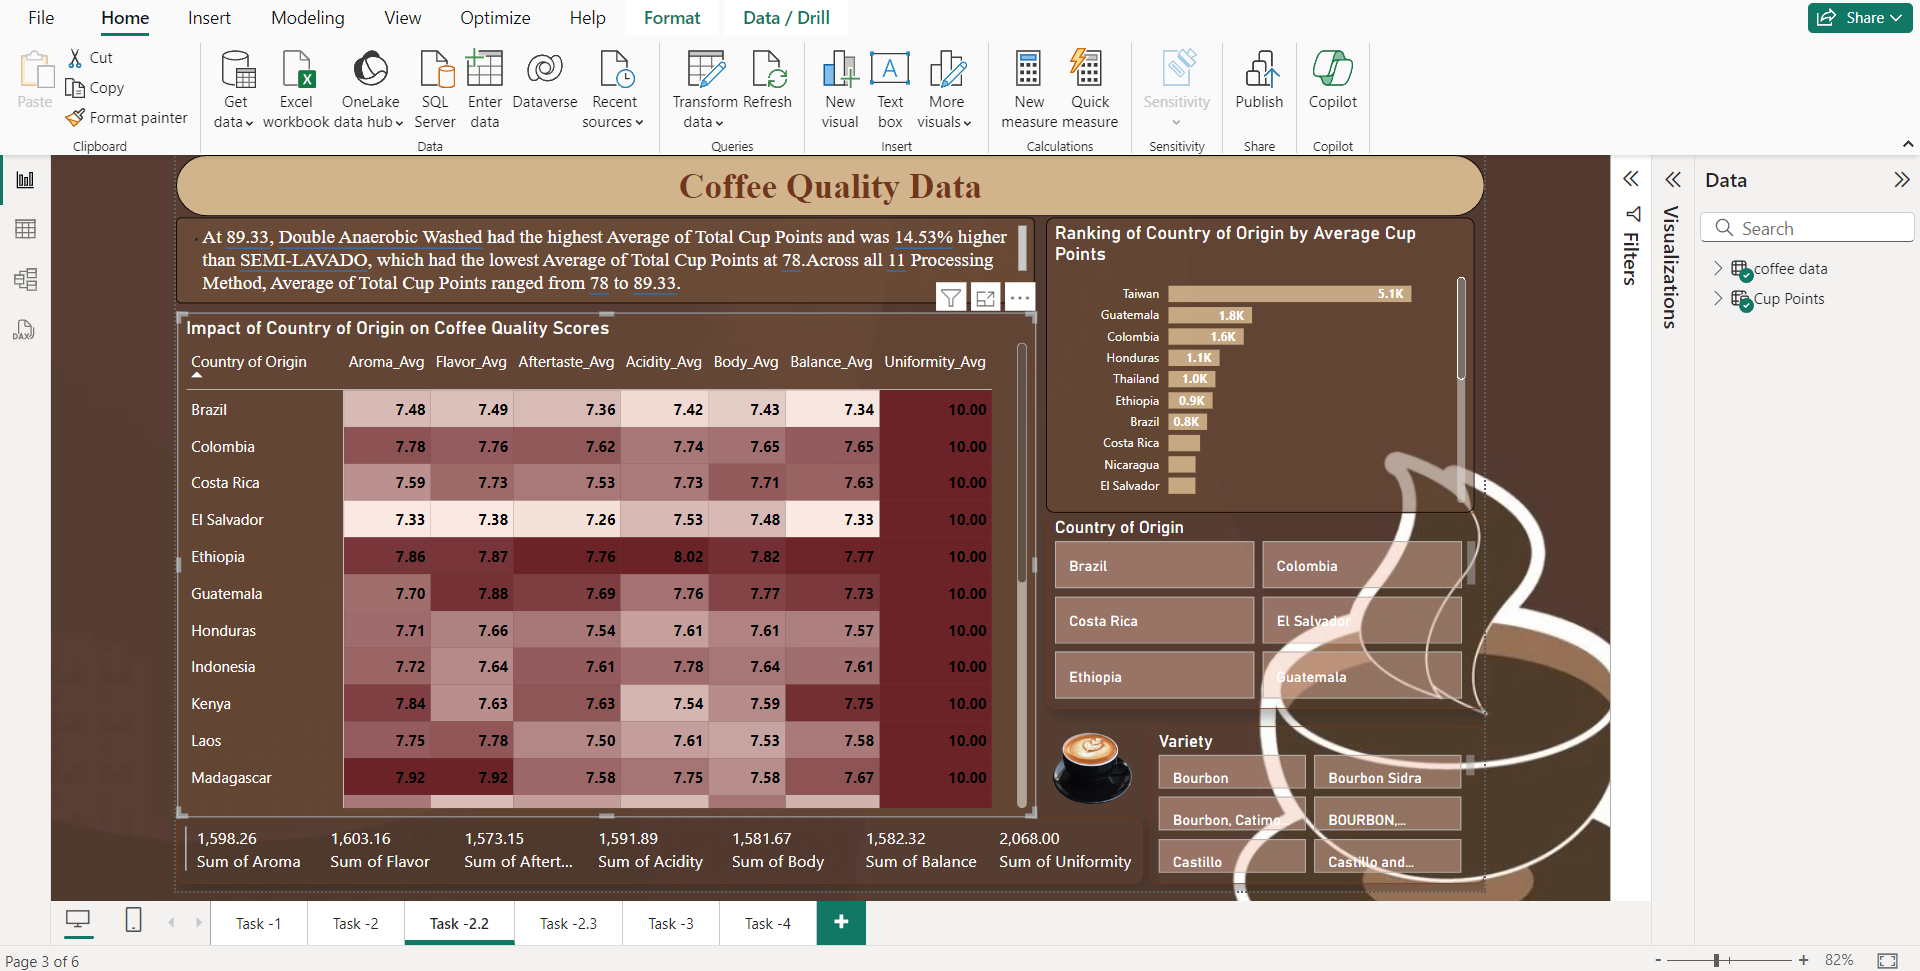 File Home Insert Modeling View Optimize Help Format Data / Drill Share
Paste
Cut
Copy
Format painter
Clipboard
Get data
Excel workbook
OneLake data hub
SQL Server
Enter data
Dataverse
Recent sources
Data
Transform data
Refresh
Queries
New visual
Text box
More visuals
Insert
New measure
Quick measure
Calculations
Sensitivity
Sensitivity
Publish
Share
Copilot
Copilot
Coffee Quality Data
At 89.33, Double Anaerobic Washed had the highest Average of Total Cup Points and was 14.53% higher
than SEMI-LAVADO, which had the lowest Average of Total Cup Points at 78.Across all 11 Processing
Method, Average of Total Cup Points ranged from 78 to 89.33.
Impact of Country of Origin on Coffee Quality Scores
Country of Origin Aroma_Avg Flavor_Avg Aftertaste_Avg Acidity_Avg Body_Avg Balance_Avg Uniformity_Avg
Brazil 7.48 7.49 7.36 7.42 7.43 7.34 10.00
Colombia 7.78 7.76 7.62 7.74 7.65 7.65 10.00
Costa Rica 7.59 7.73 7.53 7.73 7.71 7.63 10.00
El Salvador 7.33 7.38 7.26 7.53 7.48 7.33 10.00
Ethiopia 7.86 7.87 7.76 8.02 7.82 7.77 10.00
Guatemala 7.70 7.88 7.69 7.76 7.77 7.73 10.00
Honduras 7.71 7.66 7.54 7.61 7.61 7.57 10.00
Indonesia 7.72 7.64 7.61 7.78 7.64 7.61 10.00
Kenya 7.84 7.63 7.63 7.54 7.59 7.75 10.00
Laos 7.75 7.78 7.50 7.61 7.53 7.58 10.00
Madagascar 7.92 7.92 7.58 7.75 7.58 7.67 10.00
1,598.26 1,603.16 1,573.15 1,591.89 1,581.67 1,582.32 2,068.00
Sum of Aroma Sum of Flavor Sum of Aftert... Sum of Acidity Sum of Body Sum of Balance Sum of Uniformity
Ranking of Country of Origin by Average Cup
Points
Taiwan 5.1K
Guatemala 1.8K
Colombia 1.6K
Honduras 1.1K
Thailand 1.0K
Ethiopia 0.9K
Brazil 0.8K
Costa Rica
Nicaragua
El Salvador
Country of Origin
Brazil Colombia
Costa Rica El Salvador
Ethiopia Guatemala
Variety
Bourbon Bourbon Sidra
Bourbon, Catimo... BOURBON,...
Castillo Castillo and...
Filters
Visualizations
Data
Search
coffee data
Cup Points
DAX
Task -1 Task -2 Task -2.2 Task -2.3 Task -3 Task -4 +
Page 3 of 6
- + 82%